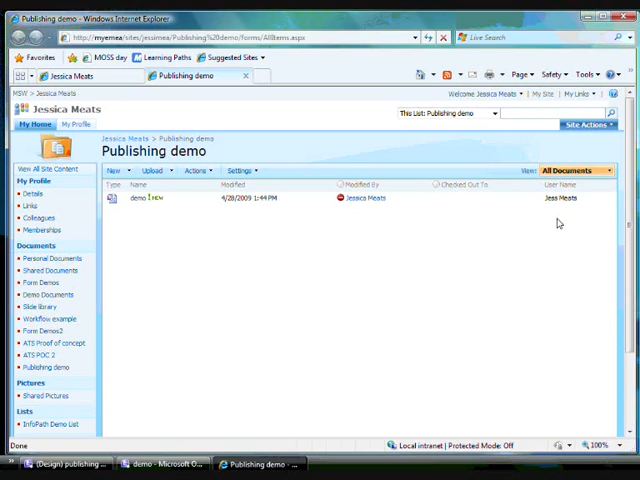 Publishing demo - Windows Internet Explorer
http://myemea/sites/jessimea/Publishing%20demo/forms/AllItems.aspx
Live Search
Favorites MOSS day Learning Paths Suggested Sites
Jessica Meats Publishing demo Page Safety Tools
MSW > Jessica Meats Welcome Jessica Meats My Site My Links
Jessica Meats This List: Publishing demo
My Home My Profile Site Actions
Jessica Meats > Publishing demo
Publishing demo
View All Site Content
New Upload Actions Settings View: All Documents
Type Name Modified Modified By Checked Out To User Name
demo ! NEW 4/28/2009 1:44 PM Jessica Meats Jess Meats
My Profile
Details
Links
Colleagues
Memberships
Documents
Personal Documents
Shared Documents
Form Demos
Demo Documents
Slide library
Workflow example
Form Demos2
ATS Proof of concept
ATS POC 2
Publishing demo
Pictures
Shared Pictures
Lists
InfoPath Demo List
Done Local intranet | Protected Mode: Off 100%
(Design) publishing ... demo - Microsoft O... Publishing demo - ...